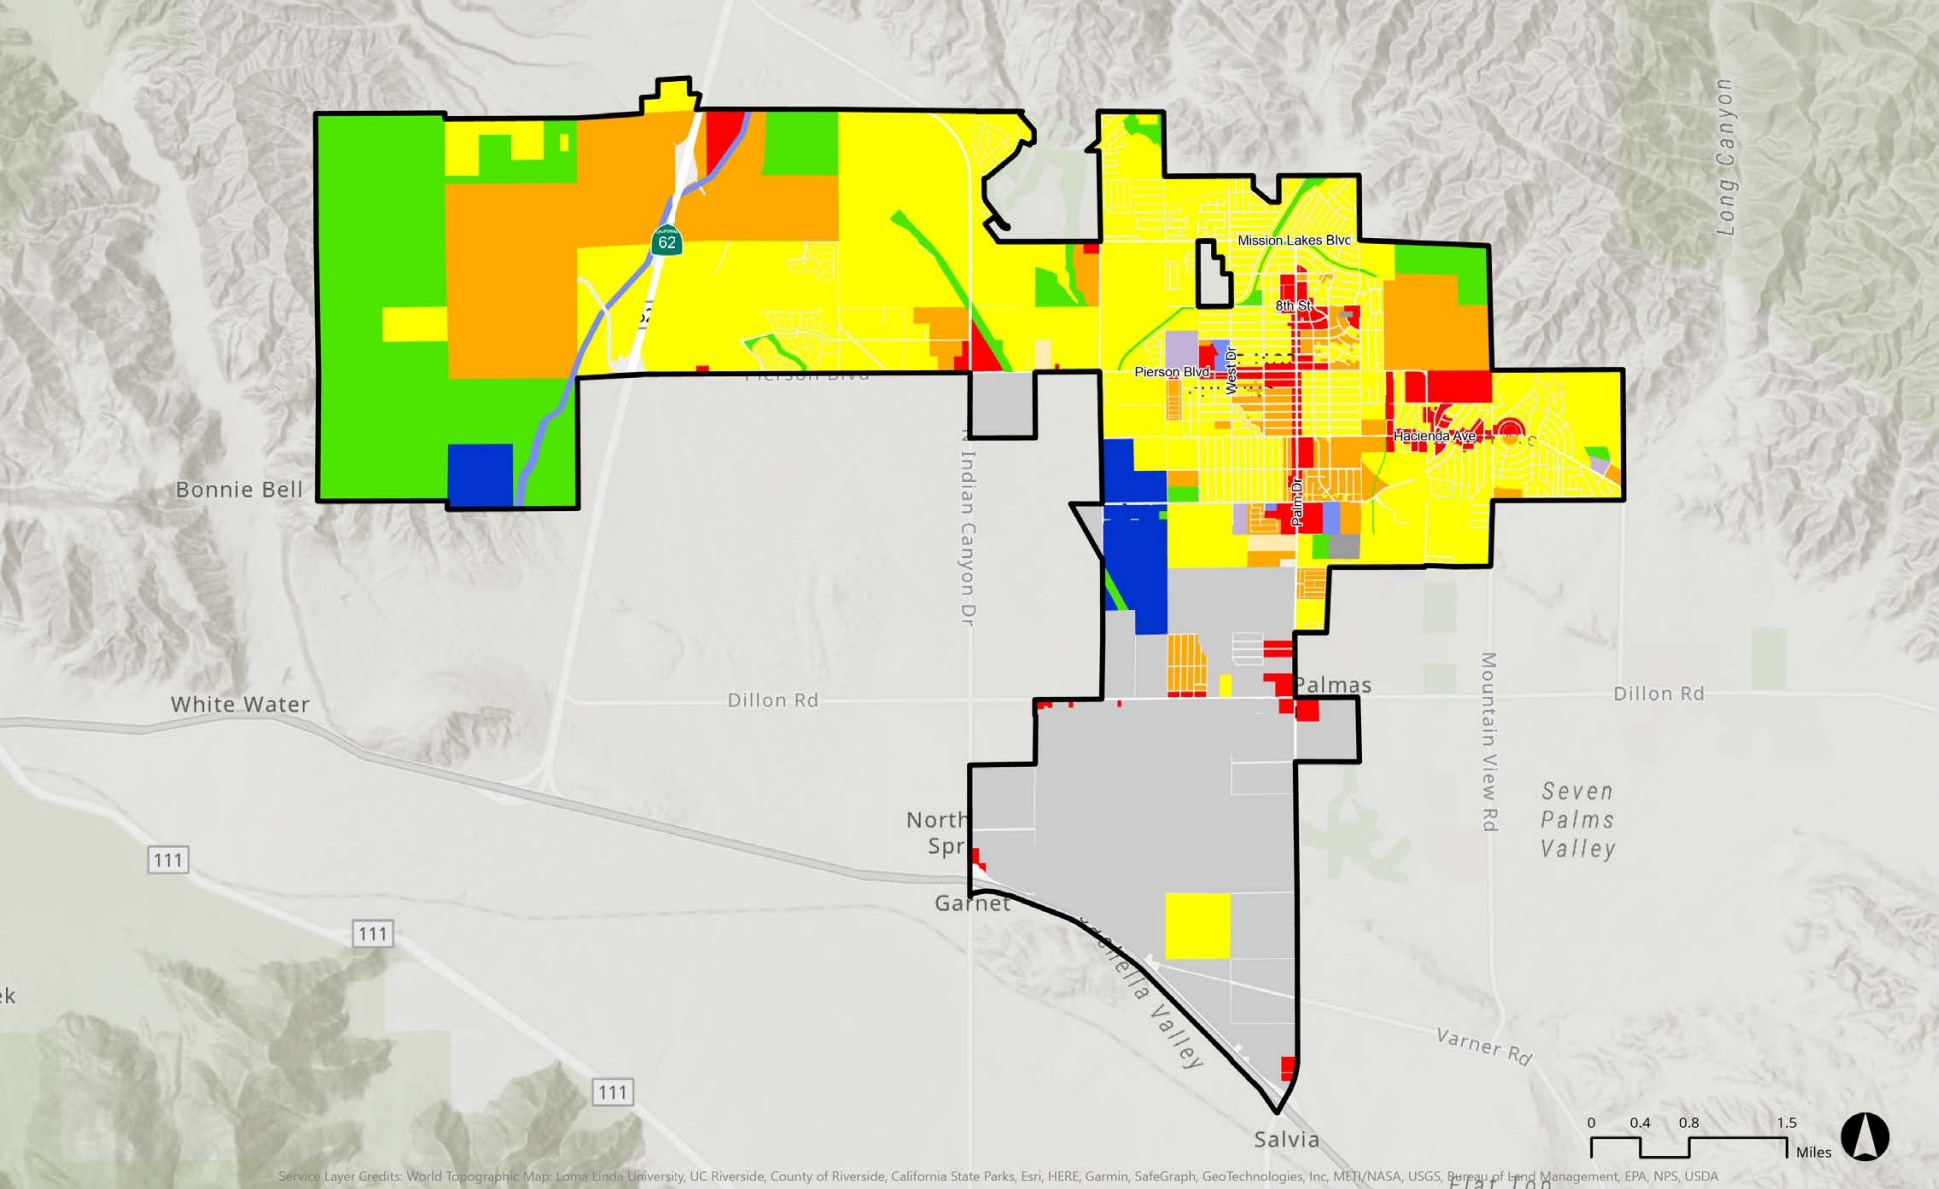 Long Canyon
Mission Lakes Blvd
CALIFORNIA
62
8th St
West Dr
Pierson Blvd
Pierson Blvd
Hacienda Ave
Bonnie Bell
Indian Canyon Dr
Palm Dr
White Water
Dillon Rd
Palmas
Dillon Rd
Mountain View Rd
Seven
Palms
Valley
North
Spr
111
Garnet
111
Valley
Varner Rd
111
Salvia
0 0.4 0.8 1.5
Miles
Service Layer Credits: World Topographic Map: Loma Linda University, UC Riverside, County of Riverside, California State Parks, Esri, HERE, Garmin, SafeGraph, GeoTechnologies, Inc, METI/NASA, USGS, Bureau of Land Management, EPA, NPS, USDA
Flat Top